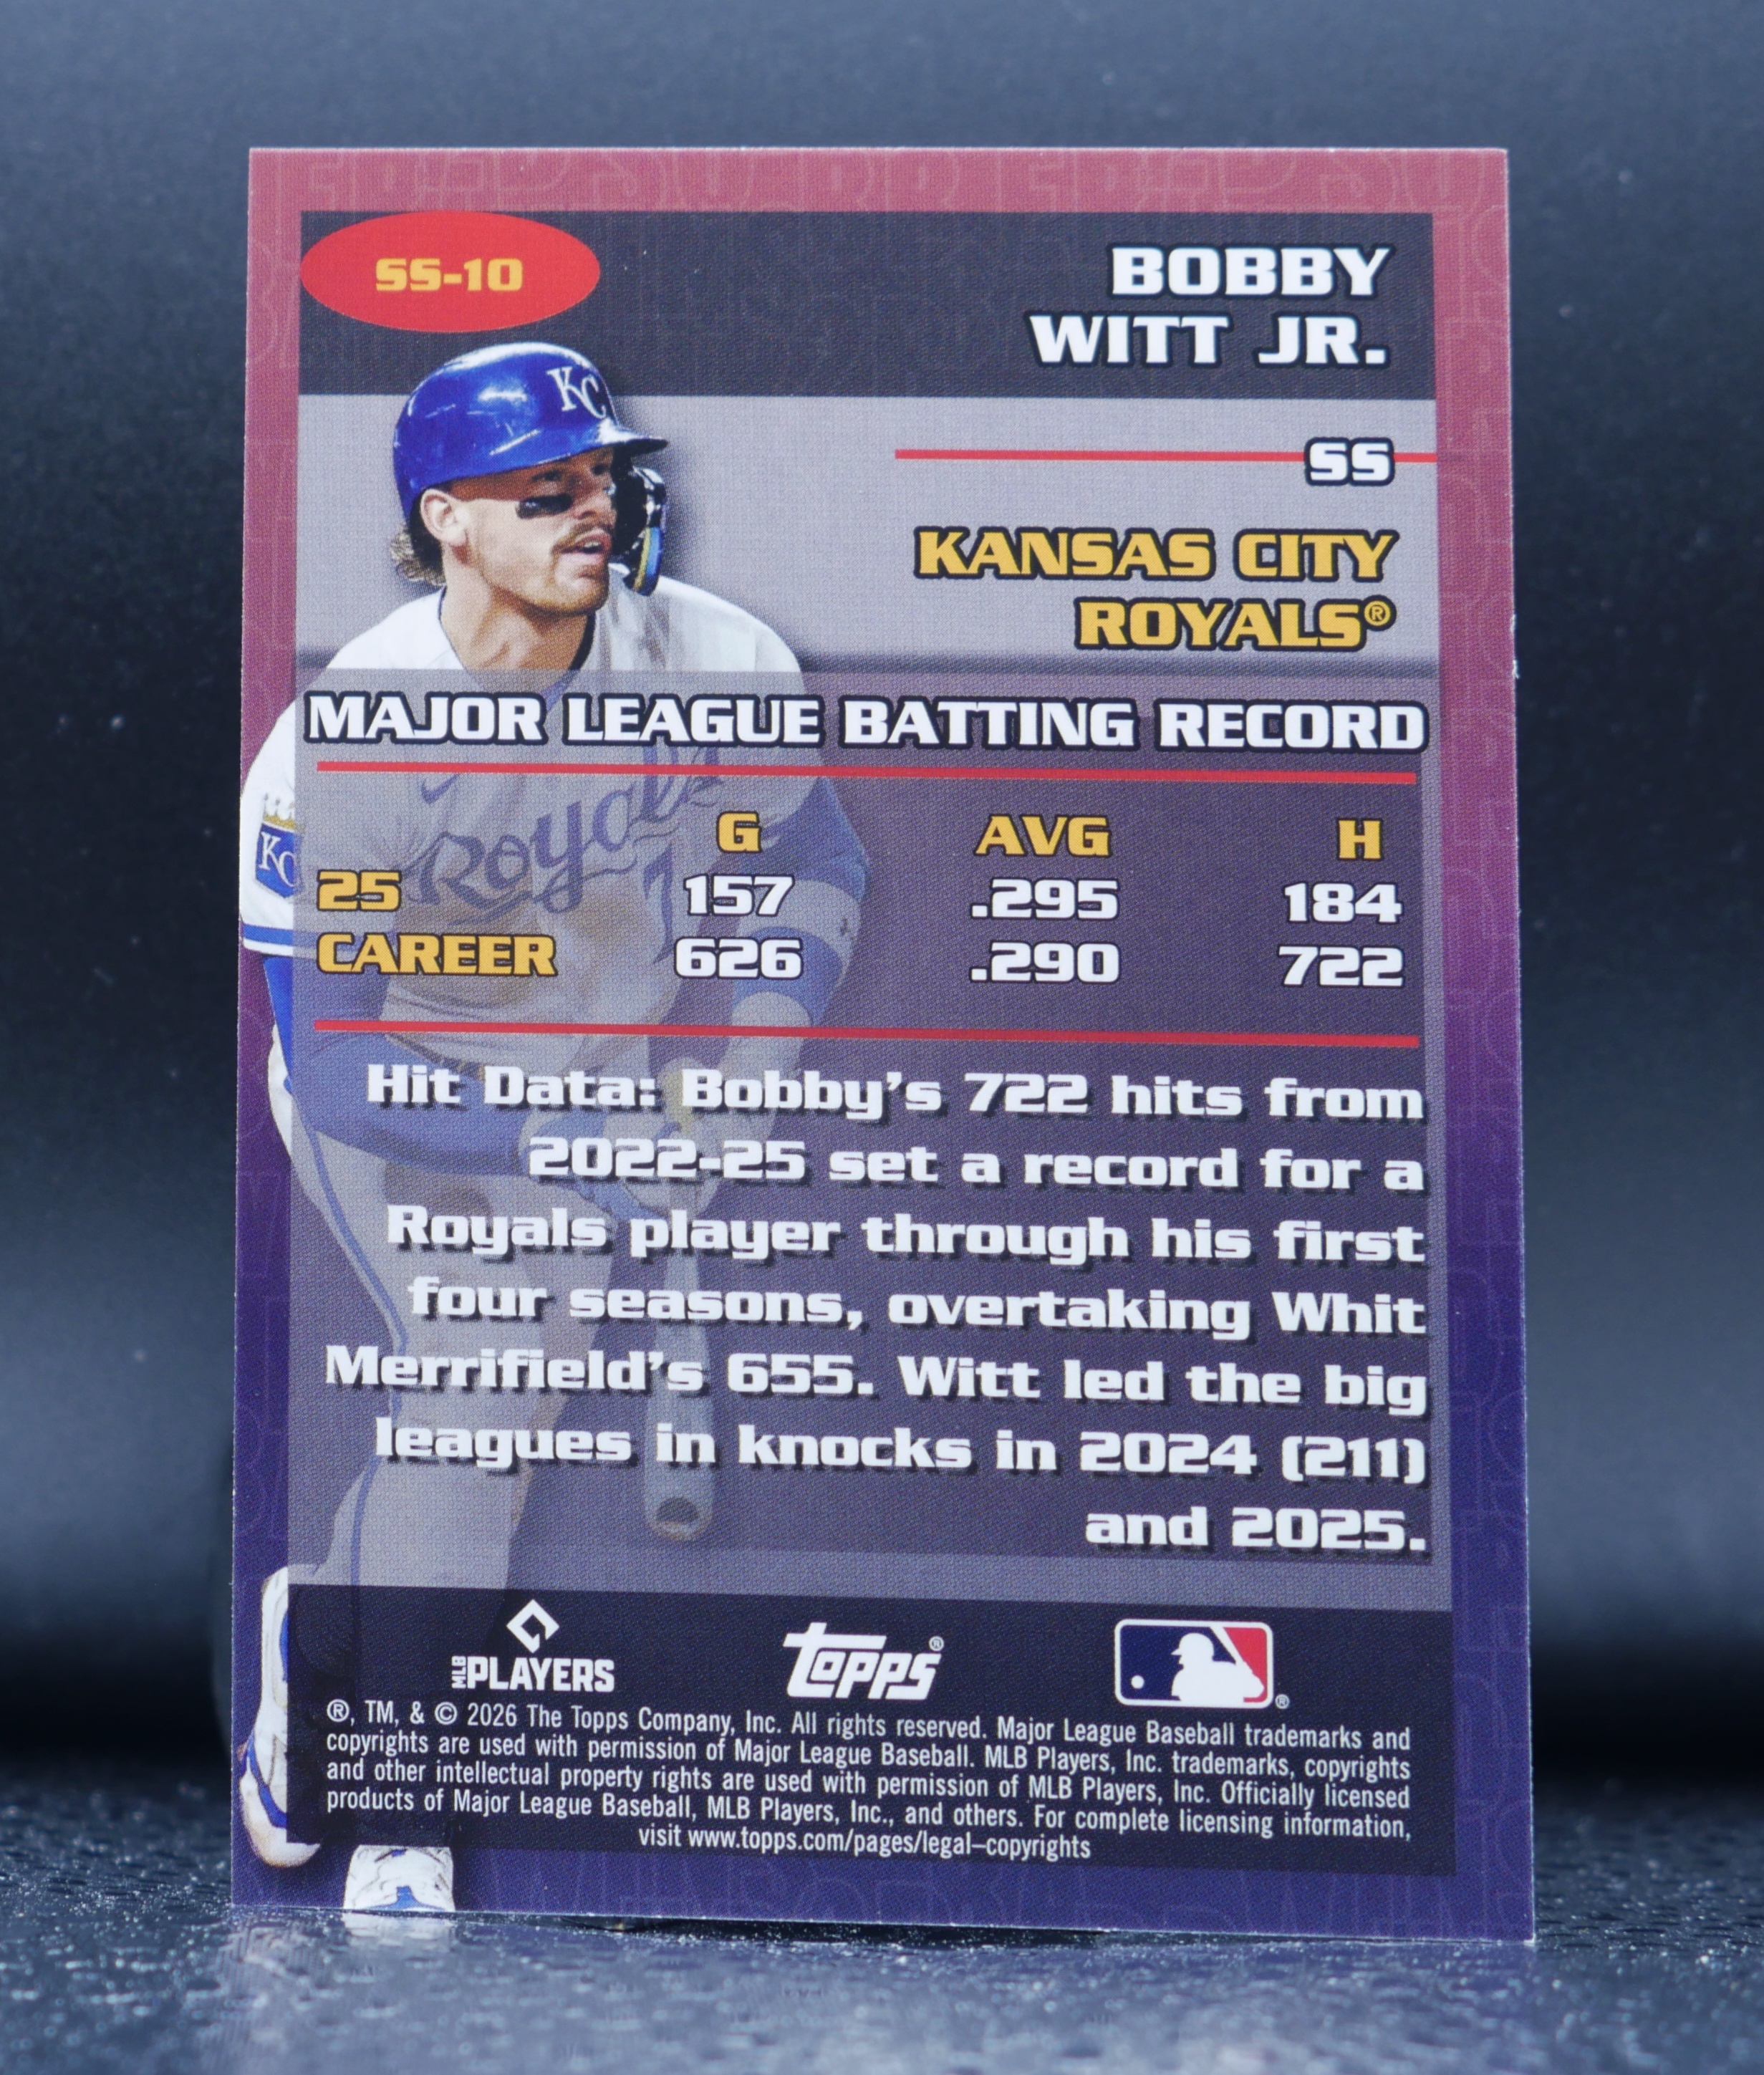 SS-10
BOBBY
WITT JR.
KC
SS
KANSAS CITY
ROYALS®
MAJOR LEAGUE BATTING RECORD
Royals
7
KC
G AVG H
25 157 .295 184
CAREER 626 .290 722
Hit Data: Bobby's 722 hits from
2022-25 set a record for a
Royals player through his first
four seasons, overtaking Whit
Merrifield's 655. Witt led the big
leagues in knocks in 2024 (211)
and 2025.
MLB PLAYERS
topps®
®
®, TM, & © 2026 The Topps Company, Inc. All rights reserved. Major League Baseball trademarks and
copyrights are used with permission of Major League Baseball. MLB Players, Inc. trademarks, copyrights
and other intellectual property rights are used with permission of MLB Players, Inc. Officially licensed
products of Major League Baseball, MLB Players, Inc., and others. For complete licensing information,
visit www.topps.com/pages/legal-copyrights